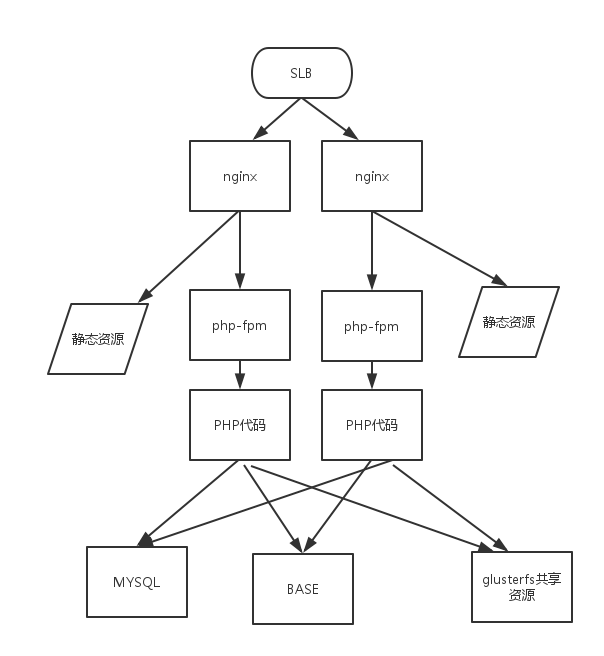 SLB
nginx
nginx
静态资源
php-fpm
php-fpm
静态资源
PHP代码
PHP代码
MYSQL
BASE
glusterfs共享
资源